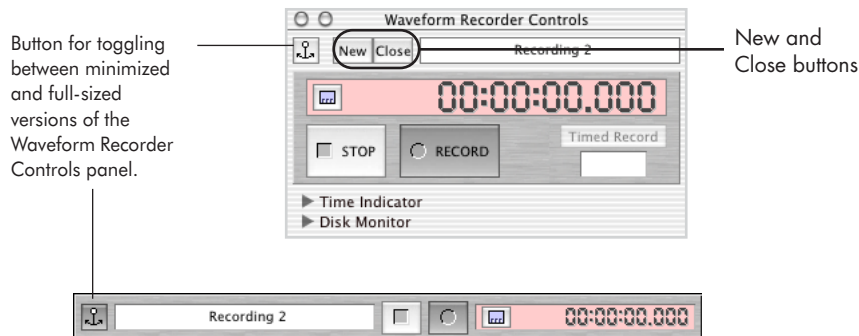 Waveform Recorder Controls
Button for toggling
between minimized
and full-sized
versions of the
Waveform Recorder
Controls panel.
New Close Recording 2
New and
Close buttons
00:00:00.000
STOP RECORD Timed Record
Time Indicator
Disk Monitor
Recording 2 00:00:00.000